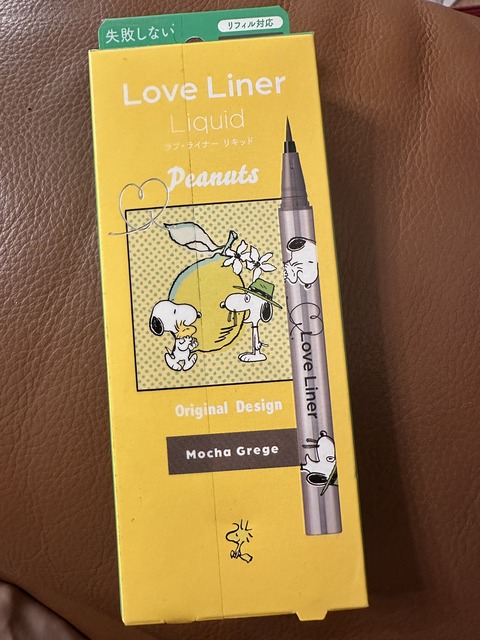 失敗しない
リフィル対応
Love Liner
Liquid
ラブ・ライナー リキッド
Peanuts
Love Liner
Original Design
Mocha Grege